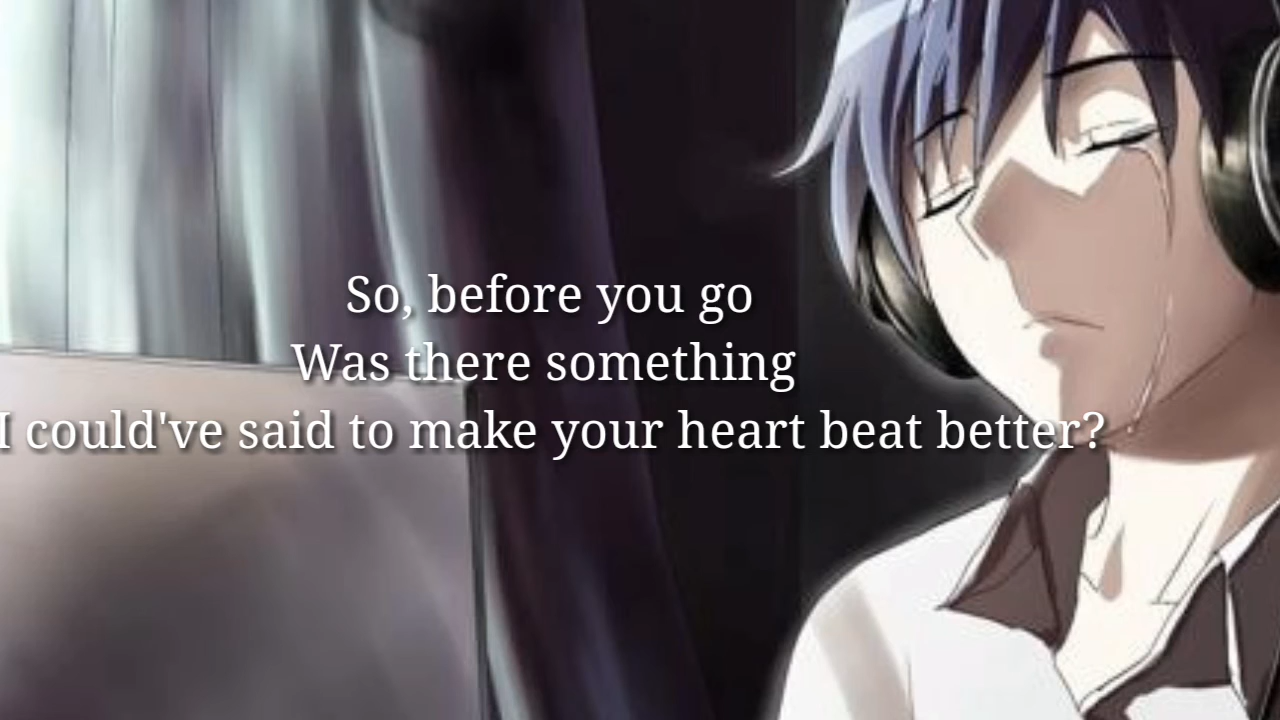 So, before you go
Was there something
I could've said to make your heart beat better?